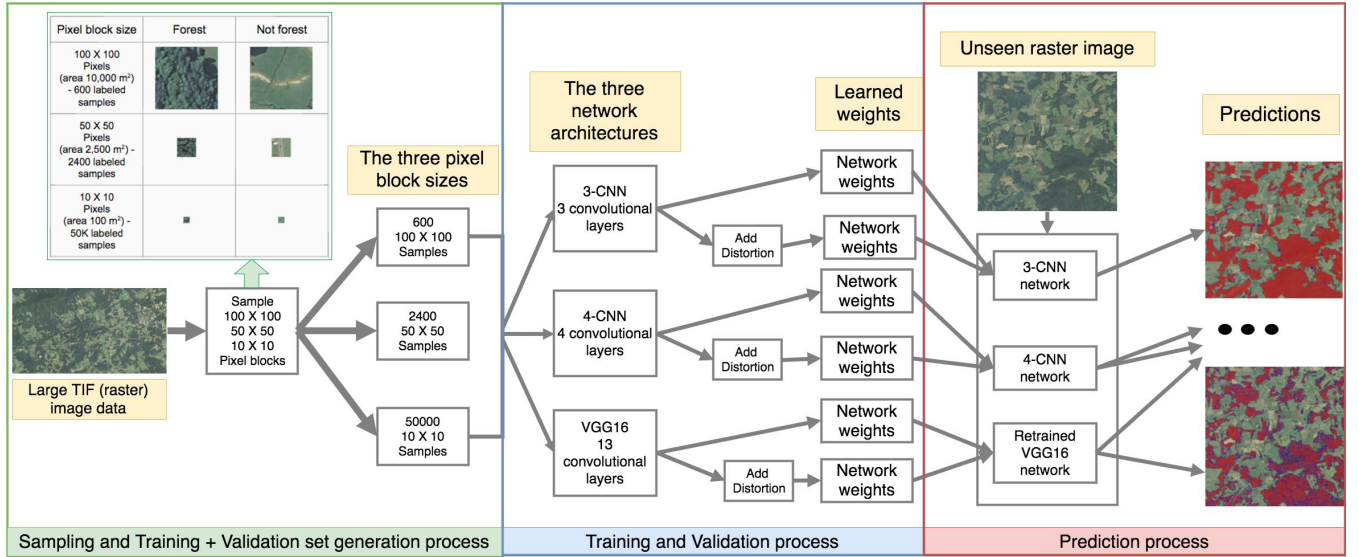 Pixel block size
Forest
Not forest
100 X 100
Pixels
(area 10,000 m²)
- 600 labeled
samples
50 X 50
Pixels
(area 2,500 m²) -
2400 labeled
samples
10 X 10
Pixels
(area 100 m²) -
50K labeled
samples
Large TIF (raster)
image data
Sample
100 X 100
50 X 50
10 X 10
Pixel blocks
The three pixel
block sizes
600
100 X 100
Samples
2400
50 X 50
Samples
50000
10 X 10
Samples
Sampling and Training + Validation set generation process
The three
network
architectures
3-CNN
3 convolutional
layers
4-CNN
4 convolutional
layers
VGG16
13
convolutional
layers
Add
Distortion
Add
Distortion
Add
Distortion
Learned
weights
Network
weights
Network
weights
Network
weights
Network
weights
Network
weights
Network
weights
Training and Validation process
Unseen raster image
3-CNN
network
4-CNN
network
Retrained
VGG16
network
Predictions
Prediction process